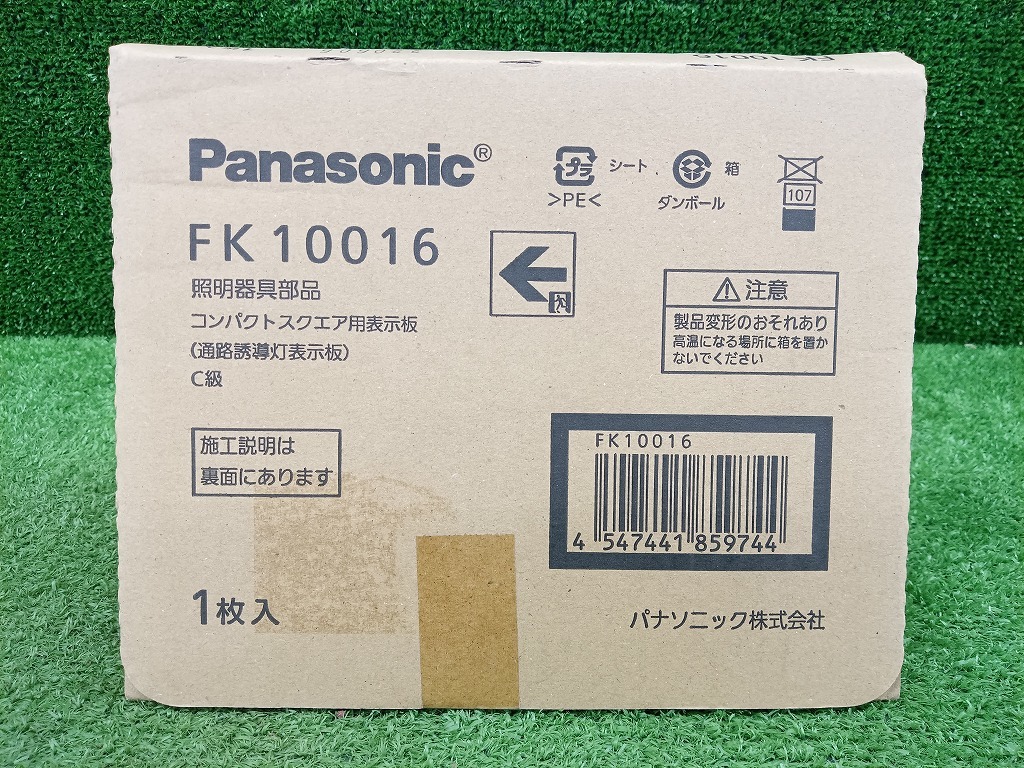 Panasonic®
FK10016
照明器具部品
コンパクトスクエア用表示板
(通路誘導灯表示板)
C級
施工説明は
裏面にあります
1枚入
プラ シート、
>PE<
箱
ダンボール
107
⚠注意
製品変形のおそれあり
高温になる場所に箱を置か
ないでください
FK10016
4 547441 859744
パナソニック株式会社